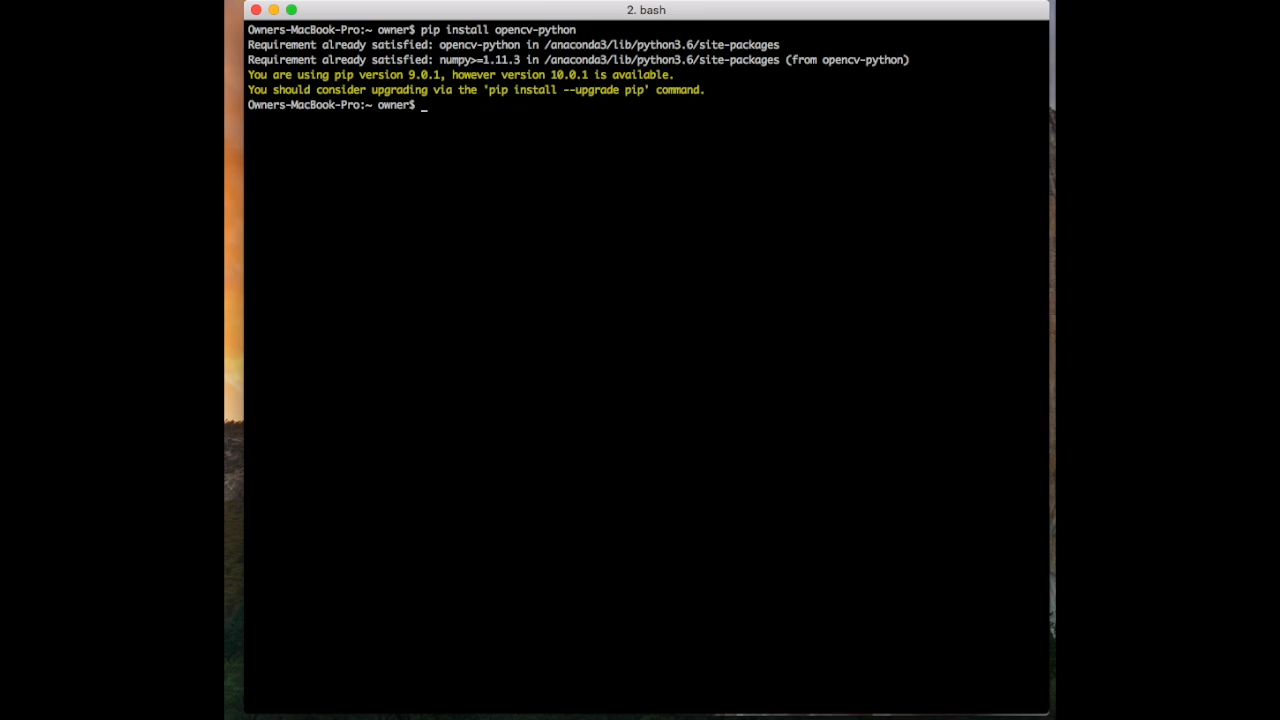 2. bash
Owners-MacBook-Pro:~ owner$ pip install opencv-python
Requirement already satisfied: opencv-python in /anaconda3/lib/python3.6/site-packages
Requirement already satisfied: numpy>=1.11.3 in /anaconda3/lib/python3.6/site-packages (from opencv-python)
You are using pip version 9.0.1, however version 10.0.1 is available.
You should consider upgrading via the 'pip install --upgrade pip' command.
Owners-MacBook-Pro:~ owner$ _